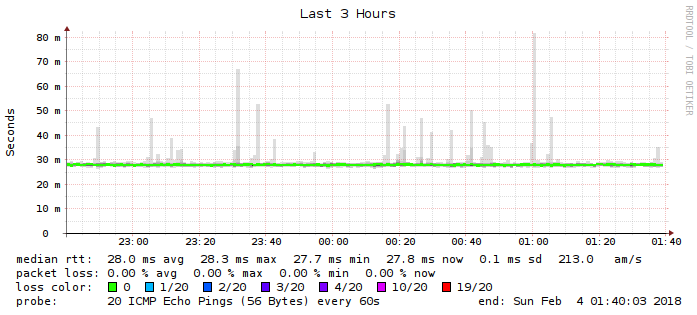 Last 3 Hours
RRDTOOL / TOBI OETIKER
Seconds
80 m
70 m
60 m
50 m
40 m
30 m
20 m
10 m
0
23:00 23:20 23:40 00:00 00:20 00:40 01:00 01:20 01:40
median rtt: 28.0 ms avg 28.3 ms max 27.7 ms min 27.8 ms now 0.1 ms sd 213.0 am/s
packet loss: 0.00 % avg 0.00 % max 0.00 % min 0.00 % now
loss color: 0 1/20 2/20 3/20 4/20 10/20 19/20
probe: 20 ICMP Echo Pings (56 Bytes) every 60s end: Sun Feb 4 01:40:03 2018